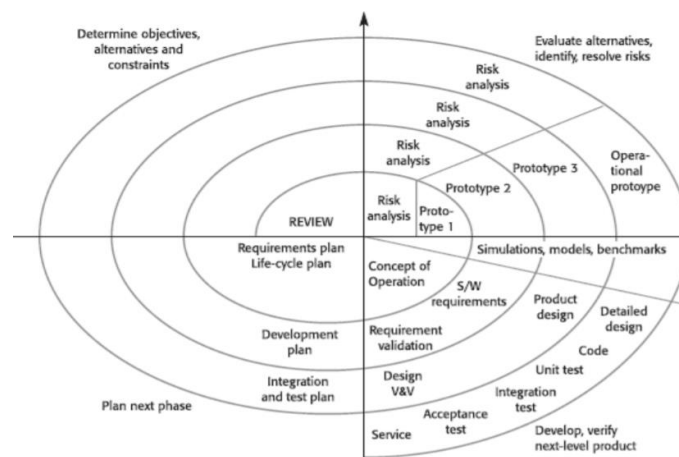 Determine objectives,
alternatives and
constraints
Evaluate alternatives,
identify, resolve risks
Risk
analysis
Risk
analysis
Risk
analysis
Risk
analysis
Proto-
type 1
Prototype 2
Prototype 3
Opera-
tional
protoype
REVIEW
Requirements plan
Life-cycle plan
Simulations, models, benchmarks
Concept of
Operation
S/W
requirements
Product
design
Detailed
design
Development
plan
Requirement
validation
Code
Unit test
Integration
and test plan
Design
V&V
Integration
test
Plan next phase
Acceptance
test
Service
Develop, verify
next-level product